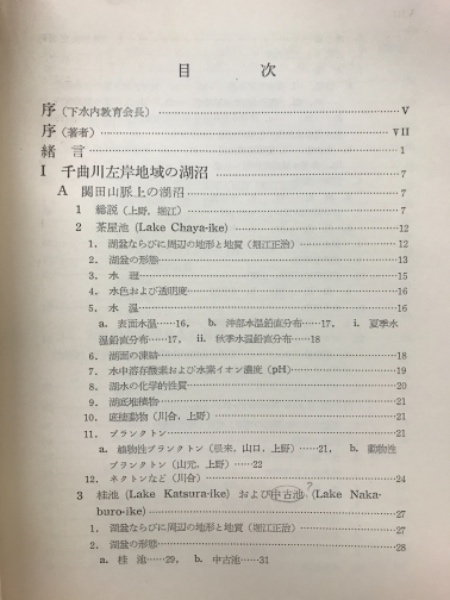 目 次
序 (下水内教育会長) ……… V
序 (著者) ……… VII
緒 言 ……… 1
I 千曲川左岸地域の湖沼 ……… 7
A 関田山脈上の湖沼 ……… 7
1 総説 (上野, 堀江) ……… 7
2 茶屋池 (Lake Chaya-ike) ……… 12
1. 湖盆ならびに周辺の地形と地質 (堀江正治) ……… 12
2. 湖盆の形態 ……… 13
3. 水 ……… 15
4. 水色および透明度 ……… 16
5. 水 温 ……… 16
a. 表面水温……16, b. 沖部水温鉛直分布……17, i. 夏季水
温鉛直分布……17, ii. 秋季水温鉛直分布……18
6. 湖面の凍結 ……… 18
7. 水中溶存酸素および水素イオン濃度 (pH) ……… 19
8. 湖水の化学的性質 ……… 20
9. 湖底堆積物 ……… 21
10. 底棲動物 (川合, 上野) ……… 21
11. プランクトン ……… 21
a. 植物性プランクトン (根来, 山口, 上野) ……21, b. 動物性
プランクトン (山元, 上野) ……22
12. ネクトンなど (川合) ……… 24
3 桂池 (Lake Katsura-ike) および中古池 ? (Lake Naka-
buro-ike) ……… 27
1. 湖盆ならびに周辺の地形と地質 (堀江正治) ……… 27
2. 湖盆の形態 ……… 28
a. 桂 池……29, b. 中古池……31